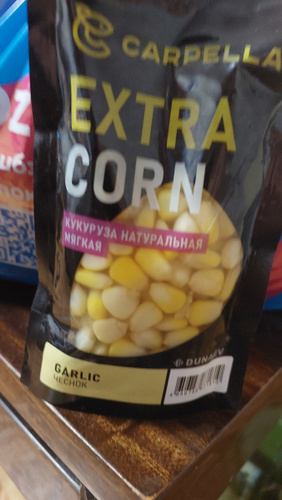 CARPELLA
EXTRA
CORN
КУКУРУЗА НАТУРАЛЬНАЯ
МЯГКАЯ
DUNAEV
GARLIC
ЧЕСНОК